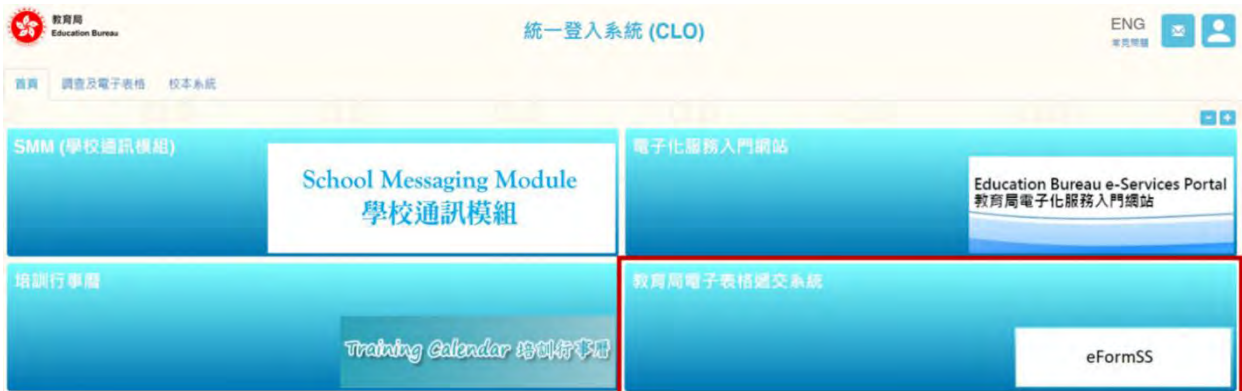 教育局
Education Bureau
統一登入系統 (CLO)
ENG
常見問題
首頁 調查及電子表格 校本系統
SMM (學校通訊模組)
School Messaging Module
學校通訊模組
電子化服務入門網站
Education Bureau e-Services Portal
教育局電子化服務入門網站
培訓行事曆
Training Calendar 培訓行事曆
教育局電子表格遞交系統
eFormSS